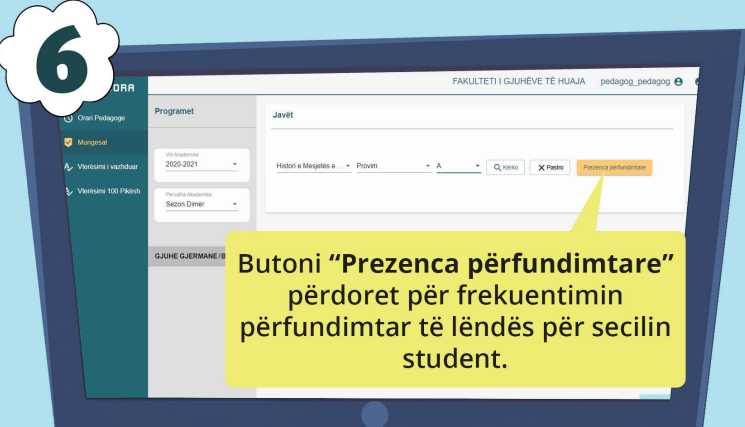 6
FAKULTETI I GJUHËVE TË HUAJA pedagog_pedagog
Orari Pedagoge
Mungesat
Vlerësimi i vazhduar
Vlerësimi 100 Pikësh
Programet
Viti Akademike
2020-2021
Periudha Akademike
Sezon Dimer
GJUHE GJERMANE/B
Javët
Histori e Mesjetës e ... Provim A Kërko Pastro Prezenca përfundimtare
Butoni “Prezenca përfundimtare”
përdoret për frekuentimin
përfundimtar të lëndës për secilin
student.